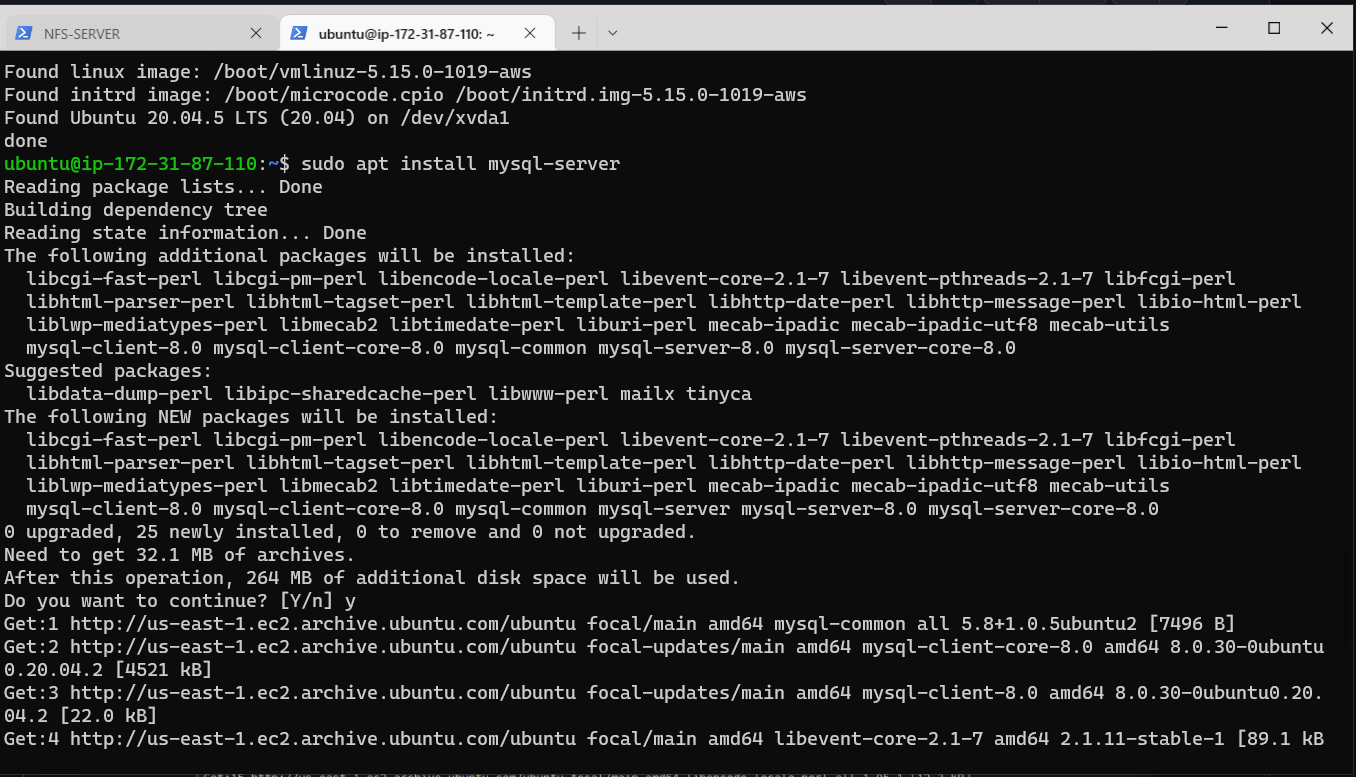 NFS-SERVER
ubuntu@ip-172-31-87-110: ~
Found linux image: /boot/vmlinuz-5.15.0-1019-aws
Found initrd image: /boot/microcode.cpio /boot/initrd.img-5.15.0-1019-aws
Found Ubuntu 20.04.5 LTS (20.04) on /dev/xvda1
done
ubuntu@ip-172-31-87-110:~$ sudo apt install mysql-server
Reading package lists... Done
Building dependency tree
Reading state information... Done
The following additional packages will be installed:
libcgi-fast-perl libcgi-pm-perl libencode-locale-perl libevent-core-2.1-7 libevent-pthreads-2.1-7 libfcgi-perl
libhtml-parser-perl libhtml-tagset-perl libhtml-template-perl libhttp-date-perl libhttp-message-perl libio-html-perl
liblwp-mediatypes-perl libmecab2 libtimedate-perl liburi-perl mecab-ipadic mecab-ipadic-utf8 mecab-utils
mysql-client-8.0 mysql-client-core-8.0 mysql-common mysql-server-8.0 mysql-server-core-8.0
Suggested packages:
libdata-dump-perl libipc-sharedcache-perl libwww-perl mailx tinyca
The following NEW packages will be installed:
libcgi-fast-perl libcgi-pm-perl libencode-locale-perl libevent-core-2.1-7 libevent-pthreads-2.1-7 libfcgi-perl
libhtml-parser-perl libhtml-tagset-perl libhtml-template-perl libhttp-date-perl libhttp-message-perl libio-html-perl
liblwp-mediatypes-perl libmecab2 libtimedate-perl liburi-perl mecab-ipadic mecab-ipadic-utf8 mecab-utils
mysql-client-8.0 mysql-client-core-8.0 mysql-common mysql-server mysql-server-8.0 mysql-server-core-8.0
0 upgraded, 25 newly installed, 0 to remove and 0 not upgraded.
Need to get 32.1 MB of archives.
After this operation, 264 MB of additional disk space will be used.
Do you want to continue? [Y/n] y
Get:1 http://us-east-1.ec2.archive.ubuntu.com/ubuntu focal/main amd64 mysql-common all 5.8+1.0.5ubuntu2 [7496 B]
Get:2 http://us-east-1.ec2.archive.ubuntu.com/ubuntu focal-updates/main amd64 mysql-client-core-8.0 amd64 8.0.30-0ubuntu
0.20.04.2 [4521 kB]
Get:3 http://us-east-1.ec2.archive.ubuntu.com/ubuntu focal-updates/main amd64 mysql-client-8.0 amd64 8.0.30-0ubuntu0.20.
04.2 [22.0 kB]
Get:4 http://us-east-1.ec2.archive.ubuntu.com/ubuntu focal/main amd64 libevent-core-2.1-7 amd64 2.1.11-stable-1 [89.1 kB